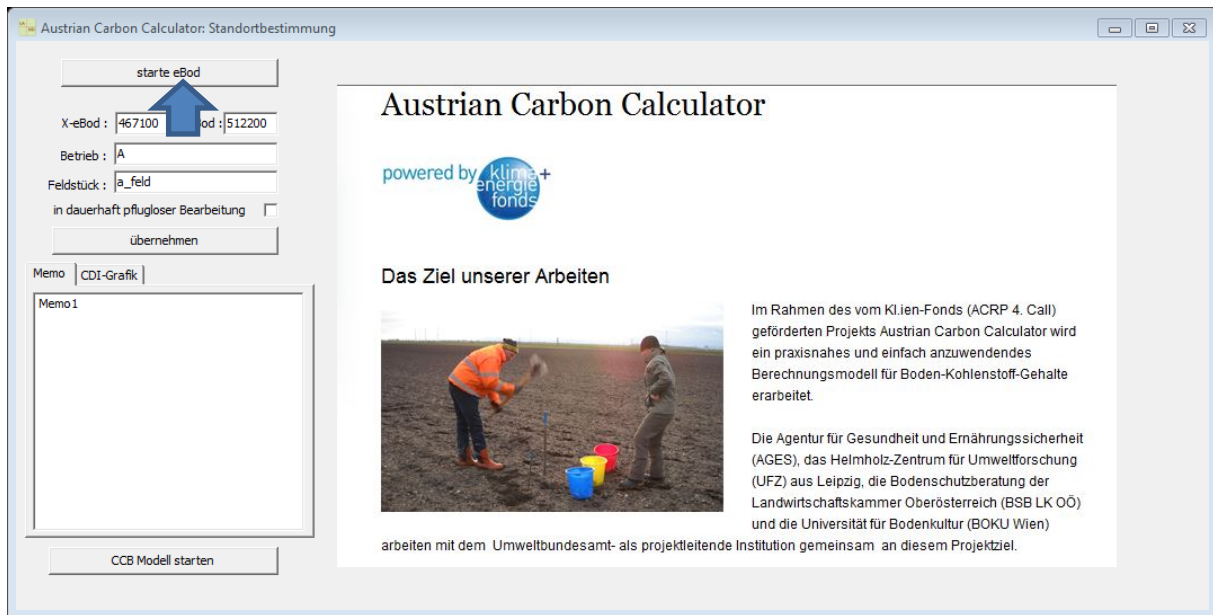 Austrian Carbon Calculator: Standortbestimmung
starte eBod
X-eBod : 467100 od : 512200
Betrieb : A
Feldstück : a_feld
in dauerhaft pflugloser Bearbeitung
übernehmen
Memo CDI-Grafik
Memo1
CCB Modell starten
Austrian Carbon Calculator
powered by klima+
energie
fonds
Das Ziel unserer Arbeiten
Im Rahmen des vom Kl.ien-Fonds (ACRP 4. Call)
geförderten Projekts Austrian Carbon Calculator wird
ein praxisnahes und einfach anzuwendendes
Berechnungsmodell für Boden-Kohlenstoff-Gehalte
erarbeitet.
Die Agentur für Gesundheit und Ernährungssicherheit
(AGES), das Helmholz-Zentrum für Umweltforschung
(UFZ) aus Leipzig, die Bodenschutzberatung der
Landwirtschaftskammer Oberösterreich (BSB LK OÖ)
und die Universität für Bodenkultur (BOKU Wien)
arbeiten mit dem Umweltbundesamt- als projektleitende Institution gemeinsam an diesem Projektziel.